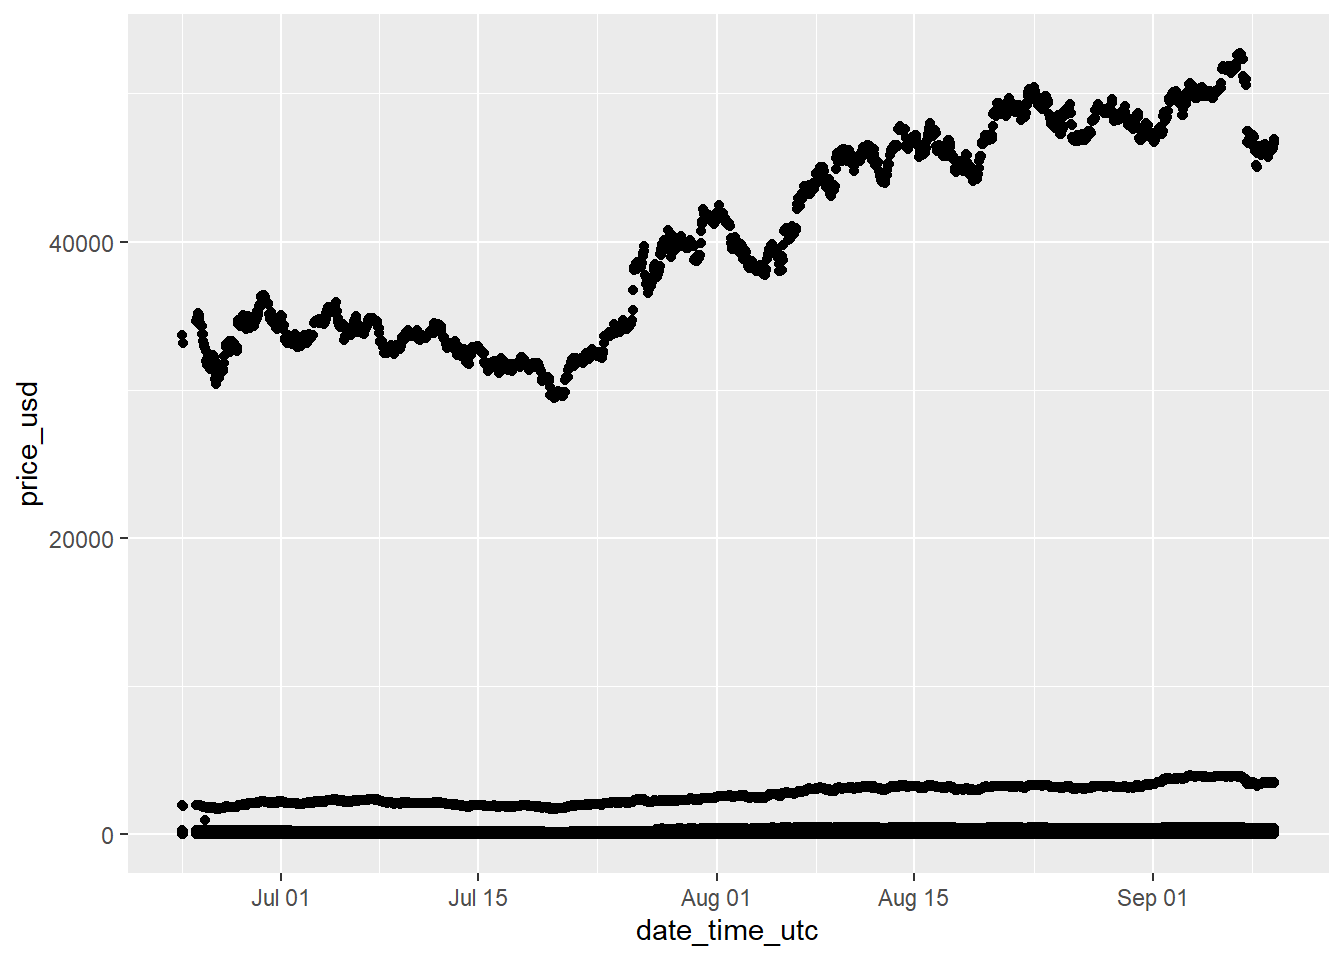 price_usd
40000
20000
0
Jul 01
Jul 15
Aug 01
Aug 15
Sep 01
date_time_utc